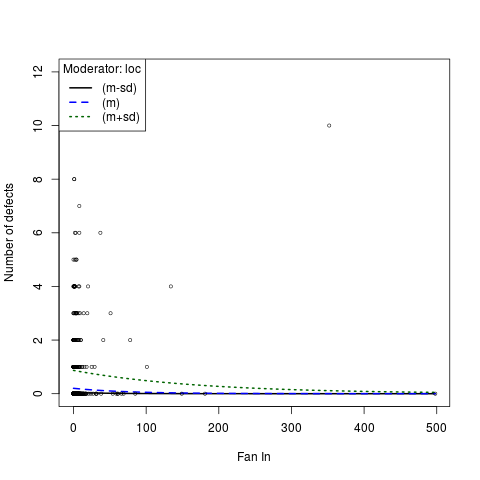 Moderator: loc
(m-sd)
(m)
(m+sd)
12
10
8
6
4
2
0
Number of defects
0 100 200 300 400 500
Fan In